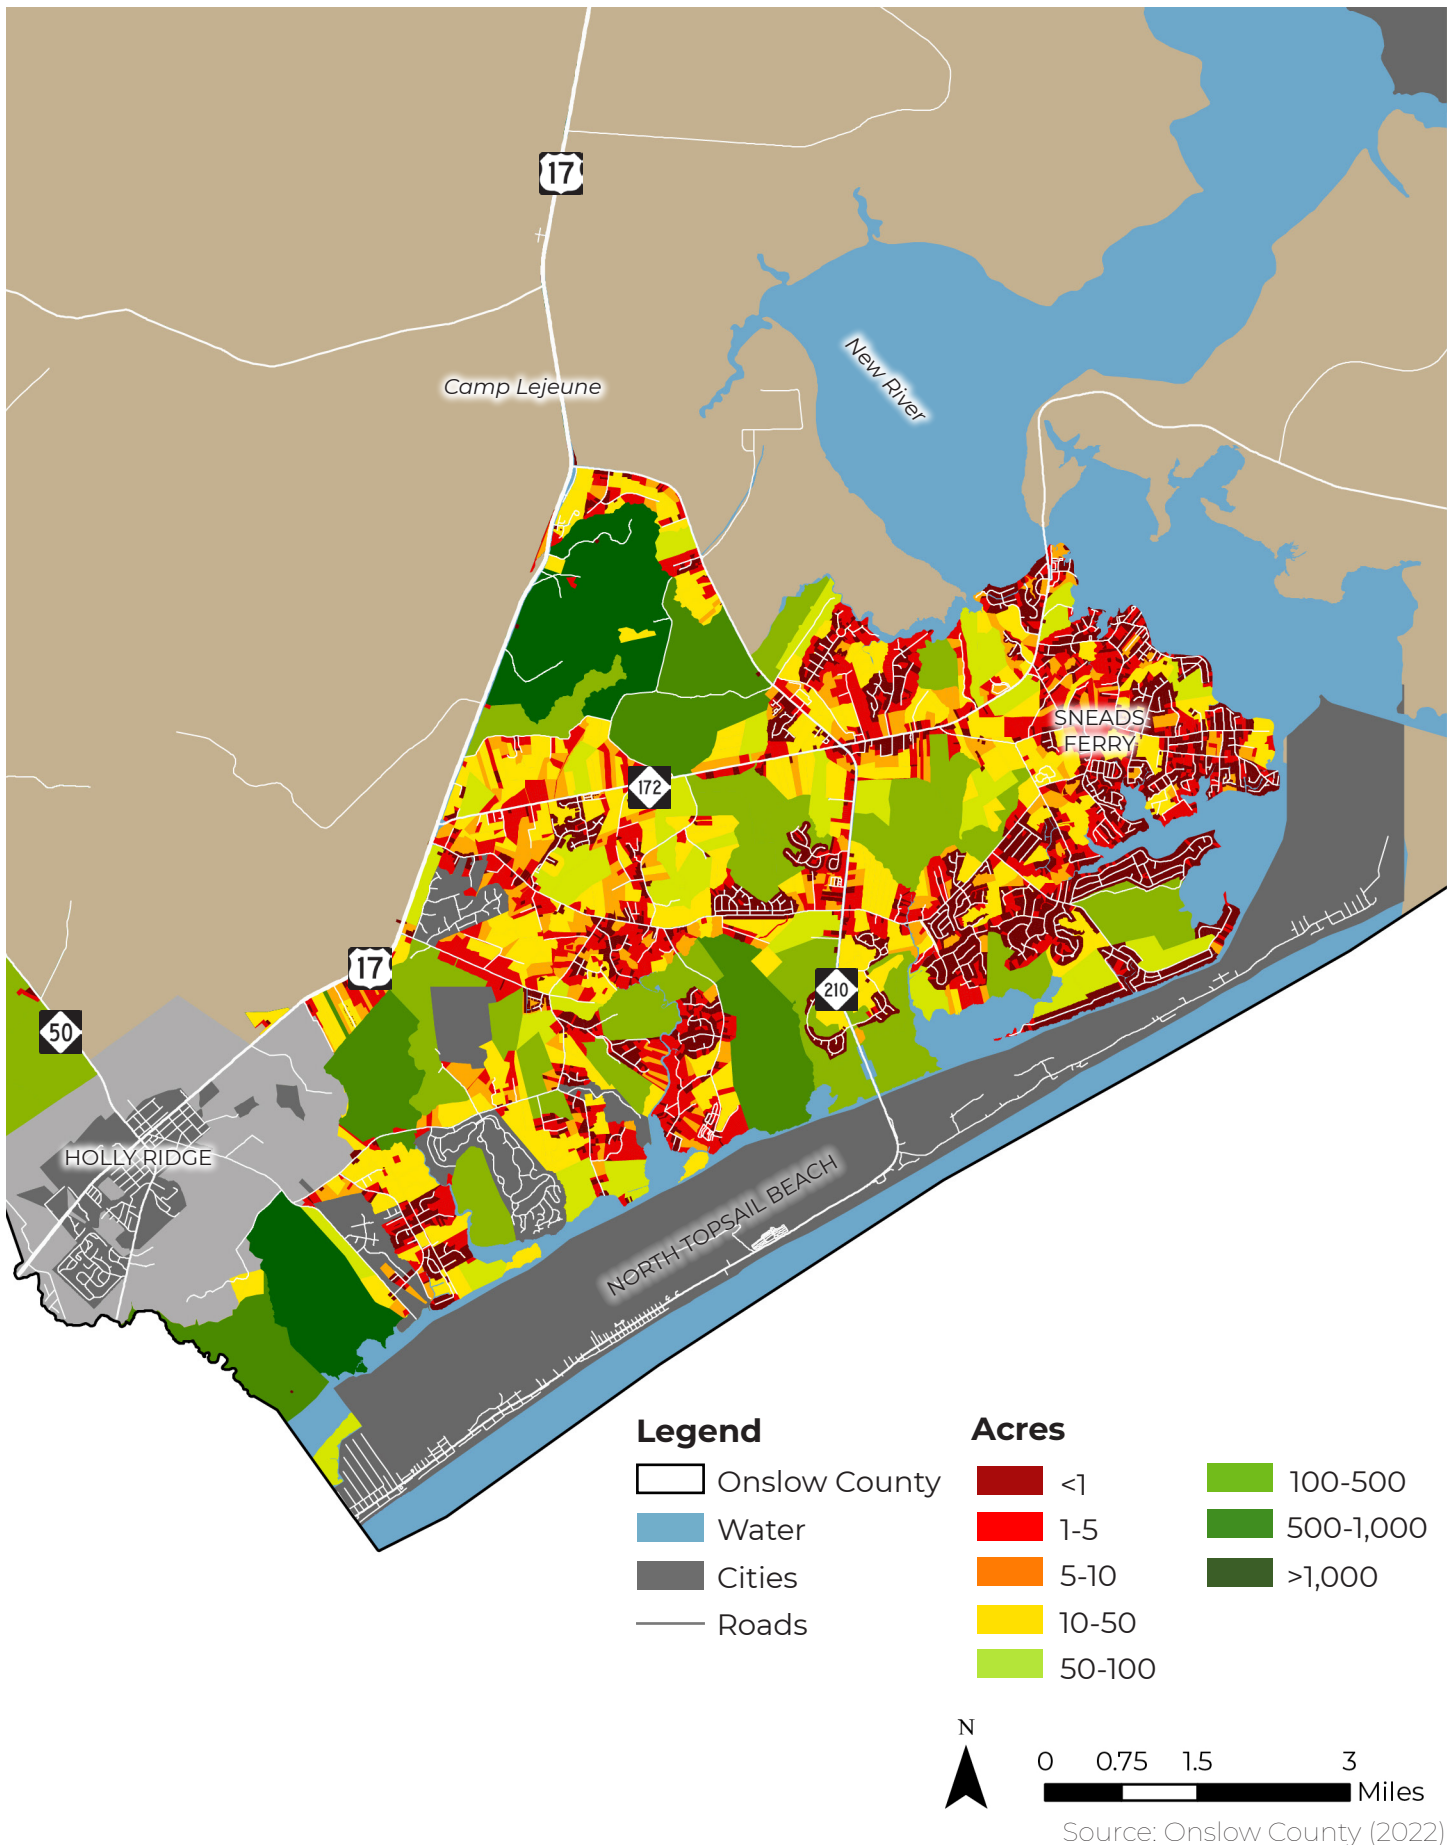 17
Camp Lejeune
New River
SNEADS
FERRY
172
17
210
50
HOLLY RIDGE
NORTH TOPSAIL BEACH
Legend
Onslow County
Water
Cities
Roads
Acres
<1
1-5
5-10
10-50
50-100
100-500
500-1,000
>1,000
N
0 0.75 1.5 3
Miles
Source: Onslow County (2022)